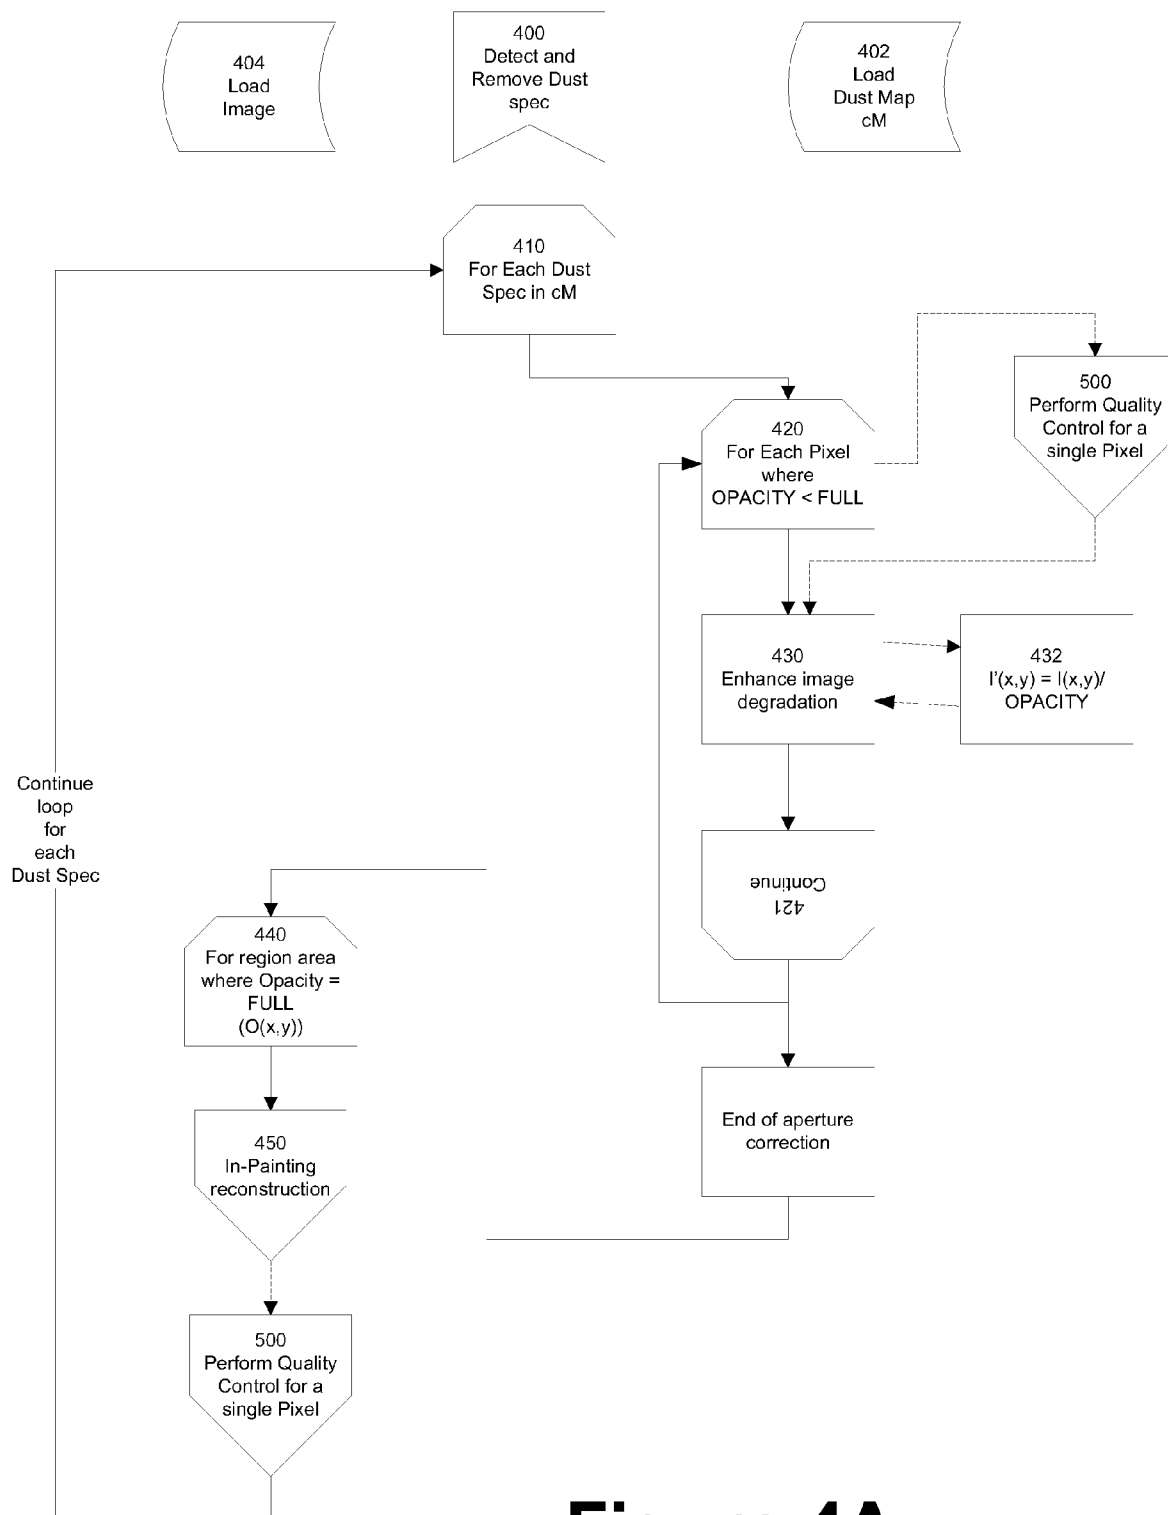 404
Load
Image
400
Detect and
Remove Dust
spec
402
Load
Dust Map
cM
410
For Each Dust
Spec in cM
500
Perform Quality
Control for a
single Pixel
420
For Each Pixel
where
OPACITY < FULL
430
Enhance image
degradation
432
I'(x,y) = I(x,y)/
OPACITY
Continue
loop
for
each
Dust Spec
421
Continue
440
For region area
where Opacity =
FULL
(O(x,y))
End of aperture
correction
450
In-Painting
reconstruction
500
Perform Quality
Control for a
single Pixel
Figure 4A